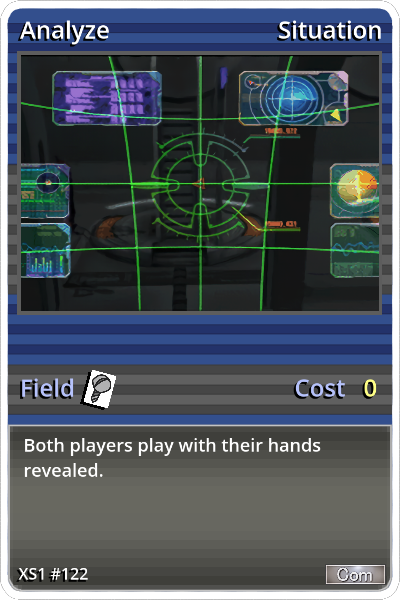 Analyze Situation
Field Cost 0
Both players play with their hands
revealed.
XS1 #122 Com